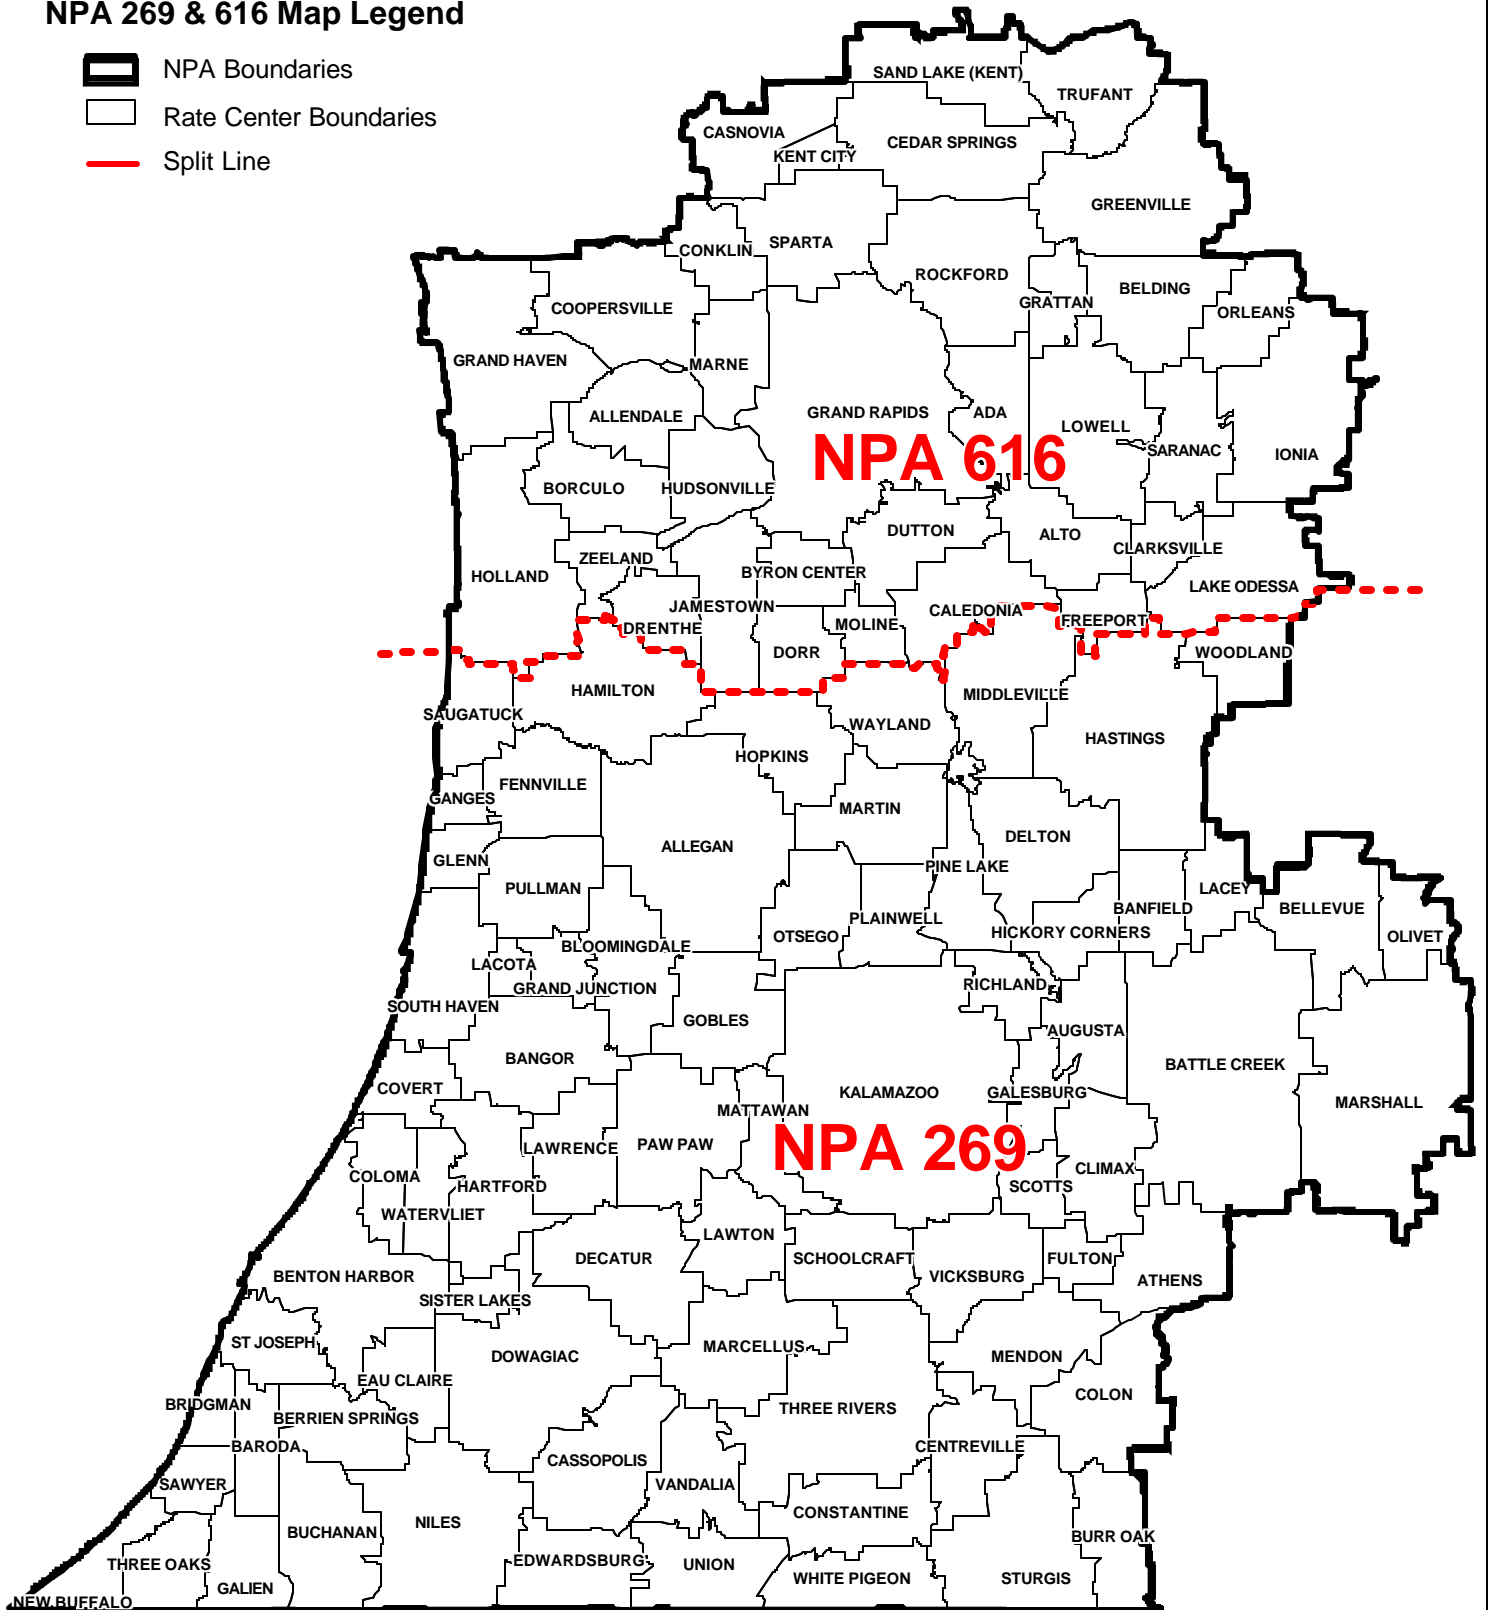 NPA 269 & 616 Map Legend
NPA Boundaries
Rate Center Boundaries
Split Line
SAND LAKE (KENT)
TRUFANT
CASNOVIA
CEDAR SPRINGS
KENT CITY
GREENVILLE
SPARTA
CONKLIN
ROCKFORD
BELDING
GRATTAN
COOPERSVILLE
ORLEANS
GRAND HAVEN
MARNE
GRAND RAPIDS
ADA
ALLENDALE
LOWELL
SARANAC
IONIA
NPA 616
BORCULO
HUDSONVILLE
DUTTON
ALTO
CLARKSVILLE
ZEELAND
BYRON CENTER
HOLLAND
LAKE ODESSA
JAMESTOWN
CALEDONIA
FREEPORT
MOLINE
DRENTHE
DORR
WOODLAND
HAMILTON
MIDDLEVILLE
SAUGATUCK
WAYLAND
HASTINGS
HOPKINS
FENNVILLE
GANGES
MARTIN
DELTON
ALLEGAN
GLENN
PINE LAKE
PULLMAN
LACEY
BANFIELD
BELLEVUE
PLAINWELL
HICKORY CORNERS
OTSEGO
OLIVET
BLOOMINGDALE
LACOTA
RICHLAND
GRAND JUNCTION
SOUTH HAVEN
GOBLES
AUGUSTA
BANGOR
BATTLE CREEK
COVERT
KALAMAZOO
GALESBURG
MARSHALL
MATTAWAN
PAW PAW
LAWRENCE
NPA 269
COLOMA
CLIMAX
HARTFORD
SCOTTS
WATERVLIET
LAWTON
DECATUR
SCHOOLCRAFT
FULTON
BENTON HARBOR
VICKSBURG
ATHENS
SISTER LAKES
ST JOSEPH
MARCELLUS
DOWAGIAC
MENDON
EAU CLAIRE
COLON
BRIDGMAN
THREE RIVERS
BERRIEN SPRINGS
BARODA
CENTREVILLE
CASSOPOLIS
SAWYER
VANDALIA
CONSTANTINE
NILES
BUCHANAN
BURR OAK
EDWARDSBURG
THREE OAKS
UNION
WHITE PIGEON
STURGIS
GALIEN
NEW BUFFALO